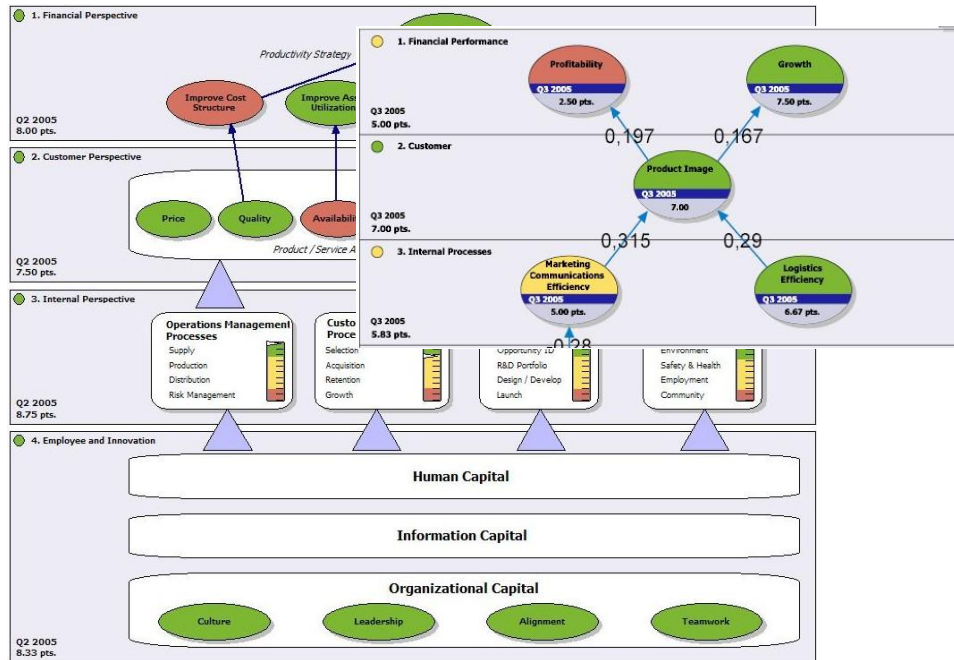 1. Financial Perspective
Productivity Strategy
Improve Cost
Structure
Improve Ass
Utilization
Q2 2005
8.00 pts.
2. Customer Perspective
Price
Quality
Availabili
Product / Service A
Q2 2005
7.50 pts.
3. Internal Perspective
Operations Management
Processes
Supply
Production
Distribution
Risk Management
Custo
Proce
Selection
Acquisition
Retention
Growth
Opportunity ID
R&D Portfolio
Design / Develop
Launch
Environment
Safety & Health
Employment
Community
Q2 2005
8.75 pts.
4. Employee and Innovation
Human Capital
Information Capital
Organizational Capital
Culture
Leadership
Alignment
Teamwork
Q2 2005
8.33 pts.
1. Financial Performance
Profitability
Q3 2005
2.50 pts.
Growth
Q3 2005
7.50 pts.
Q3 2005
5.00 pts.
0,197
0,167
2. Customer
Product Image
Q3 2005
7.00
Q3 2005
7.00 pts.
0,315
0,29
3. Internal Processes
Marketing
Communications
Efficiency
Q3 2005
5.00 pts.
Logistics
Efficiency
Q3 2005
6.67 pts.
Q3 2005
5.83 pts.